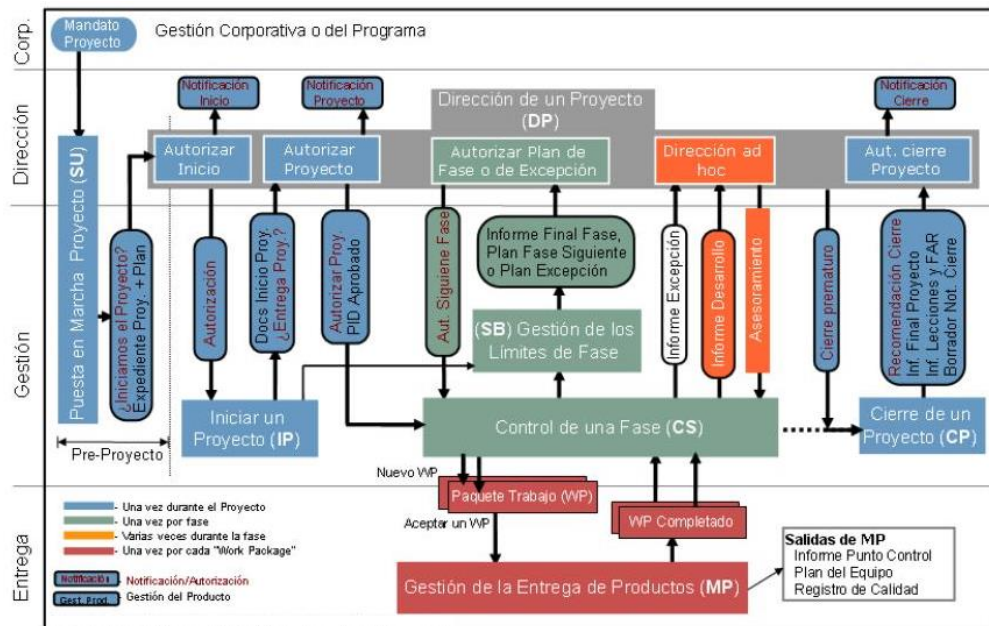 Corp.
Mandato
Proyecto
Gestión Corporativa o del Programa
Dirección
Notificación
Inicio
Notificación
Proyecto
Dirección de un Proyecto
(DP)
Notificación
Cierre
Autorizar
Inicio
Autorizar
Proyecto
Autorizar Plan de
Fase o de Excepción
Dirección ad
hoc
Aut. cierre
Proyecto
Gestión
Puesta en Marcha Proyecto (SU)
¿Iniciamos el Proyecto?
Expediente Proy. + Plan
Autorización
Docs Inicio Proy.
¿Entrega Proy.?
Autorizar Proy.
PID Aprobado
Aut. Siguiene Fase
Informe Final Fase,
Plan Fase Siguiente
o Plan Excepción
Informe Excepción
Informe Desarrollo
Asesoramiento
Cierre prematuro
Recomendación Cierre
Inf. Final Proyecto
Inf. Lecciones y FAR
Borrador Not. Cierre
(SB) Gestión de los
Límites de Fase
Iniciar un
Proyecto (IP)
Control de una Fase (CS)
Cierre de un
Proyecto (CP)
Pre-Proyecto
Nuevo WP
Paquete Trabajo (WP)
Aceptar un WP
WP Completado
Entrega
- Una vez durante el Proyecto
- Una vez por fase
- Varias veces durante la fase
- Una vez por cada "Work Package"
- Notificación/Autorización
Gest. Prod.
- Gestión del Producto
Gestión de la Entrega de Productos (MP)
Salidas de MP
Informe Punto Control
Plan del Equipo
Registro de Calidad